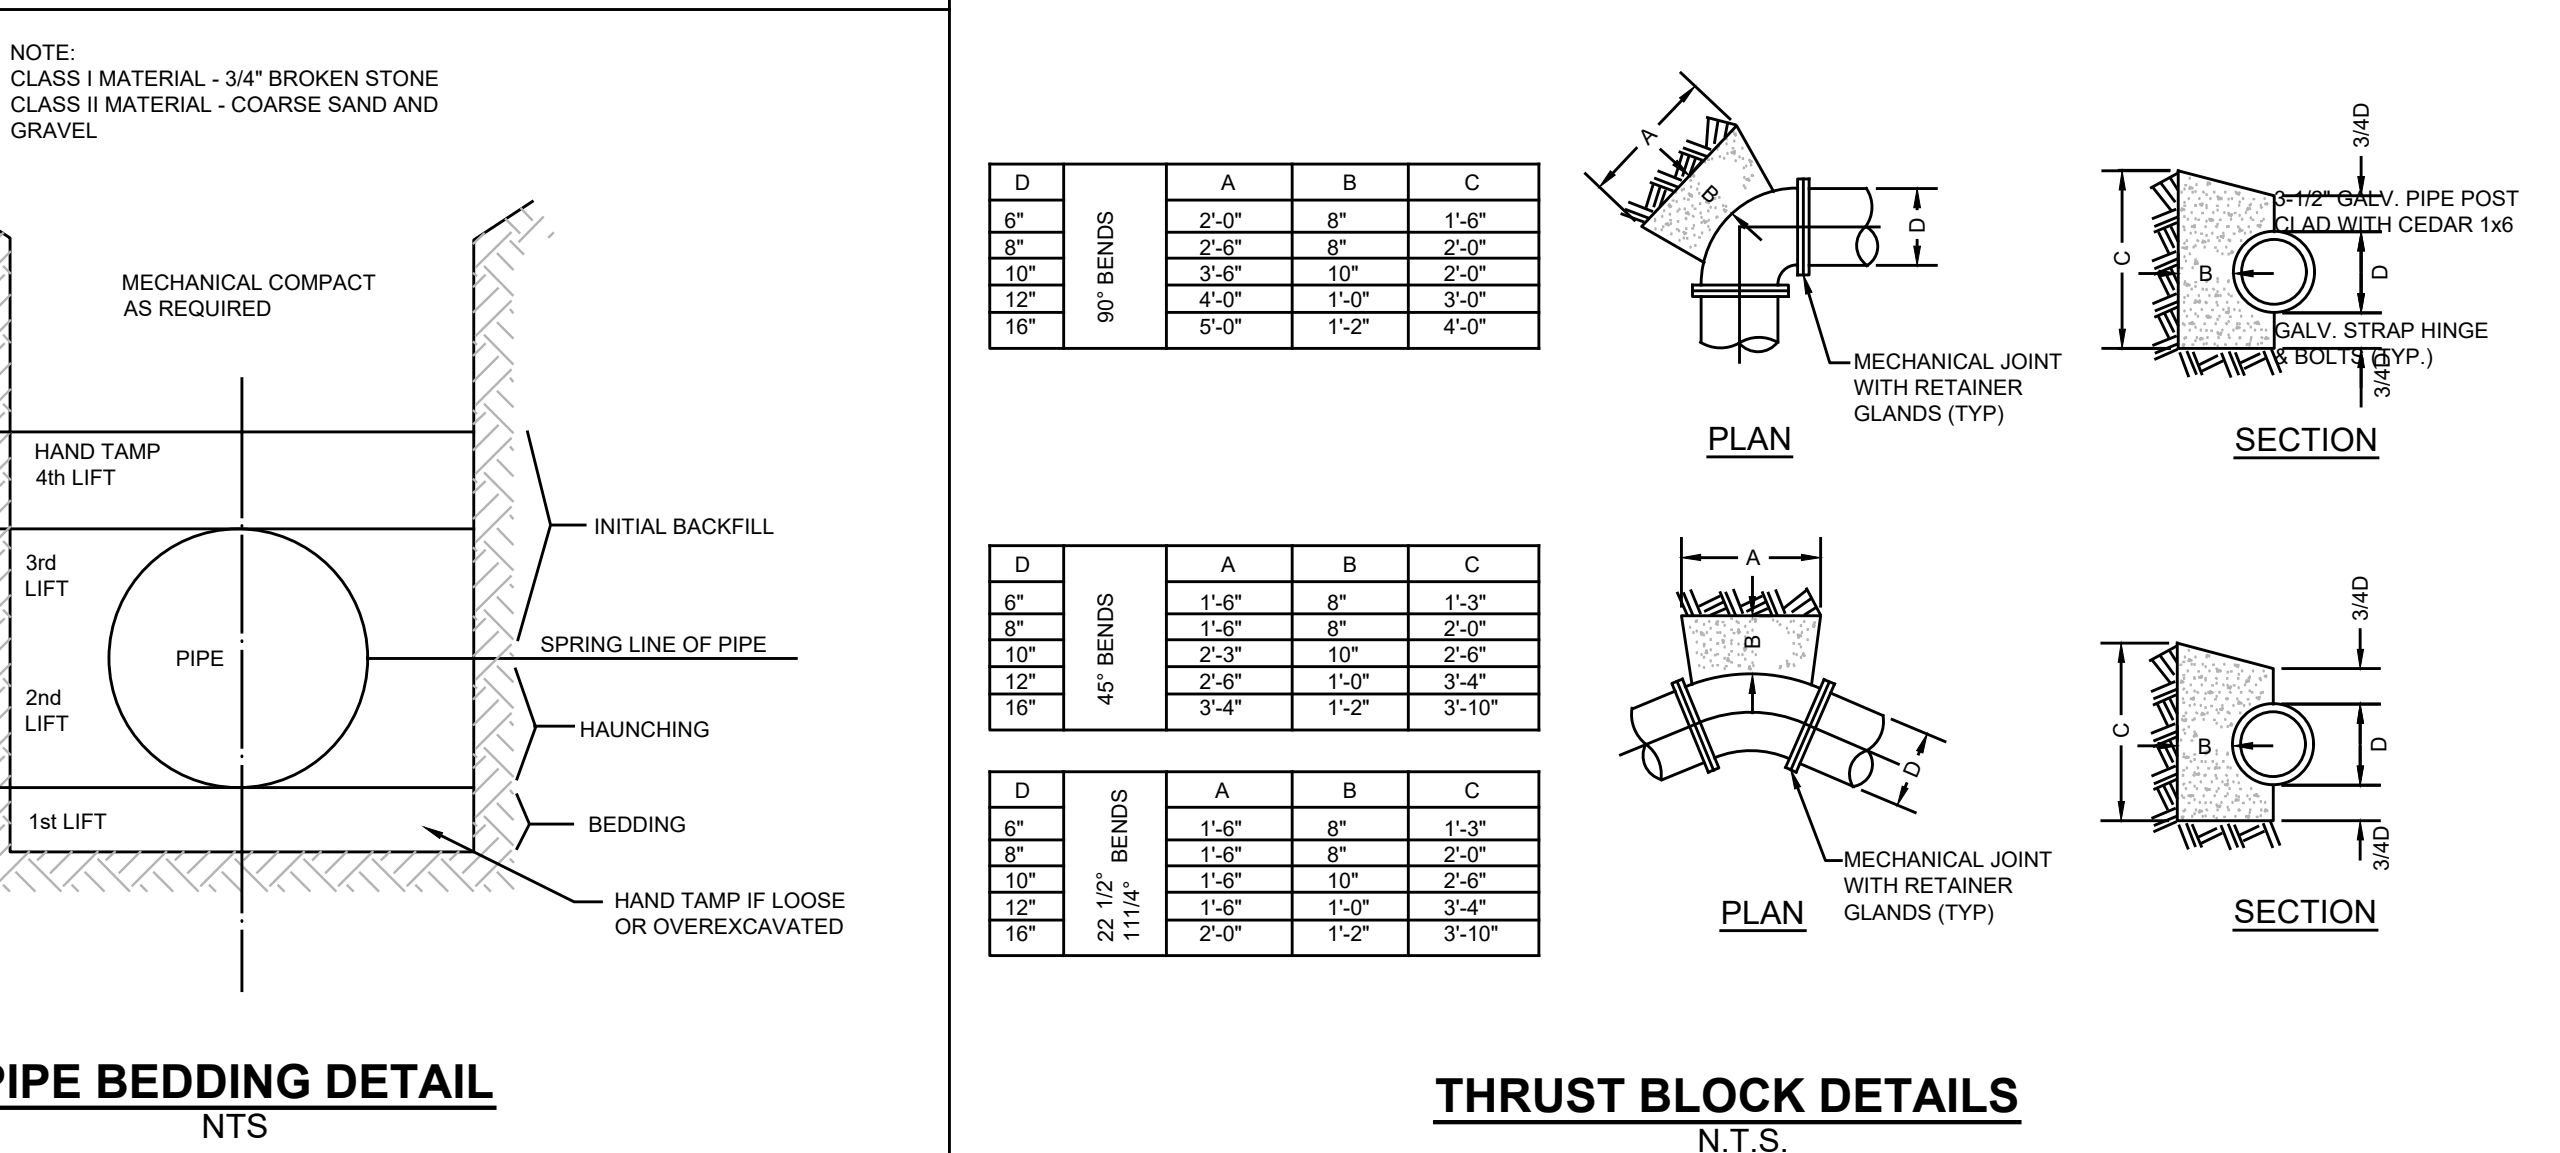 NOTE:
CLASS I MATERIAL - 3/4" BROKEN STONE
CLASS II MATERIAL - COARSE SAND AND
GRAVEL
MECHANICAL COMPACT
AS REQUIRED
HAND TAMP
4th LIFT
INITIAL BACKFILL
3rd
LIFT
SPRING LINE OF PIPE
PIPE
2nd
LIFT
HAUNCHING
1st LIFT
BEDDING
HAND TAMP IF LOOSE
OR OVEREXCAVATED
PIPE BEDDING DETAIL
NTS
D 90° BENDS A B C
6" 2'-0" 8" 1'-6"
8" 2'-6" 8" 2'-0"
10" 3'-6" 10" 2'-0"
12" 4'-0" 1'-0" 3'-0"
16" 5'-0" 1'-2" 4'-0"
A
B
D
MECHANICAL JOINT
WITH RETAINER
GLANDS (TYP)
PLAN
3/4D
3-1/2" GALV. PIPE POST
CLAD WITH CEDAR 1x6
C
B
D
GALV. STRAP HINGE
& BOLTS (TYP.)
3/4D
SECTION
D 45° BENDS A B C
6" 1'-6" 8" 1'-3"
8" 1'-6" 8" 2'-0"
10" 2'-3" 10" 2'-6"
12" 2'-6" 1'-0" 3'-4"
16" 3'-4" 1'-2" 3'-10"
D 22 1/2° BENDS A B C
111/4°
6" 1'-6" 8" 1'-3"
8" 1'-6" 8" 2'-0"
10" 1'-6" 10" 2'-6"
12" 1'-6" 1'-0" 3'-4"
16" 2'-0" 1'-2" 3'-10"
A
B
D
MECHANICAL JOINT
WITH RETAINER
GLANDS (TYP)
PLAN
3/4D
C
B
D
3/4D
SECTION
THRUST BLOCK DETAILS
N.T.S.